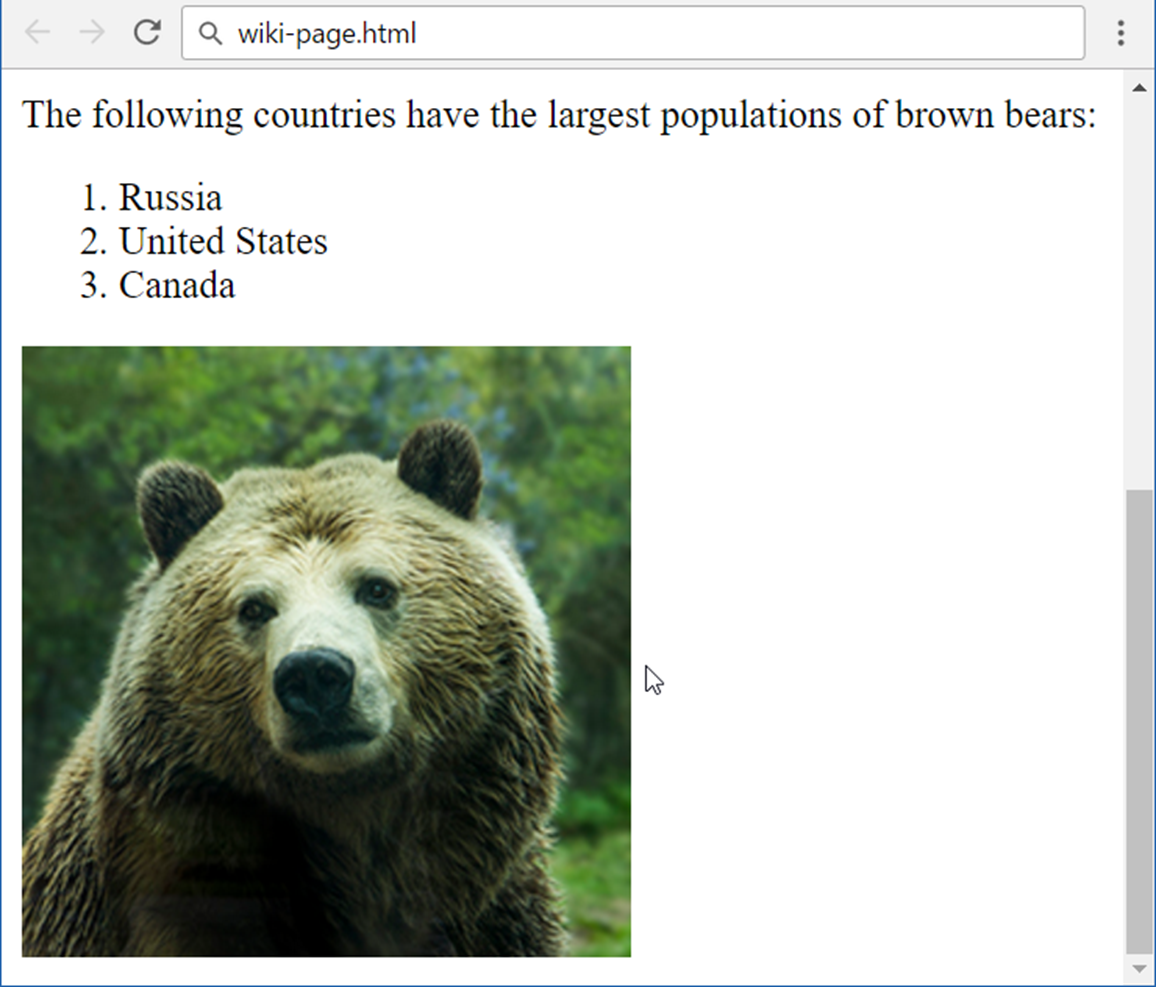 wiki-page.html
The following countries have the largest populations of brown bears:
1. Russia
2. United States
3. Canada